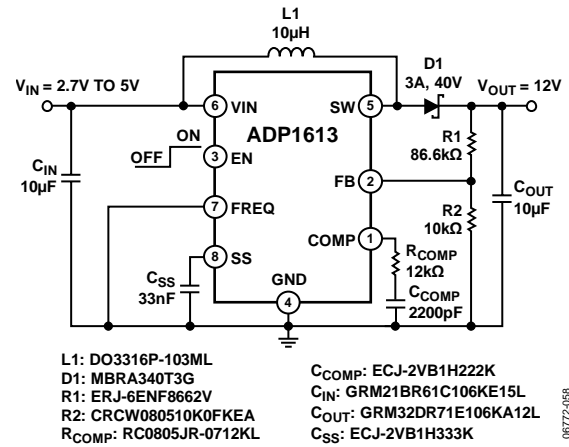 L1
10µH
D1
3A, 40V
VIN = 2.7V TO 5V
VOUT = 12V
6 VIN
SW 5
ADP1613
ON
OFF
3 EN
R1
86.6kΩ
CIN
10µF
FB 2
COUT
10µF
7 FREQ
R2
10kΩ
COMP 1
RCOMP
12kΩ
8 SS
CSS
33nF
GND
4
CCOMP
2200pF
L1: DO3316P-103ML
D1: MBRA340T3G
R1: ERJ-6ENF8662V
R2: CRCW080510K0FKEA
RCOMP: RC0805JR-0712KL
CCOMP: ECJ-2VB1H222K
CIN: GRM21BR61C106KE15L
COUT: GRM32DR71E106KA12L
CSS: ECJ-2VB1H333K
06772-058